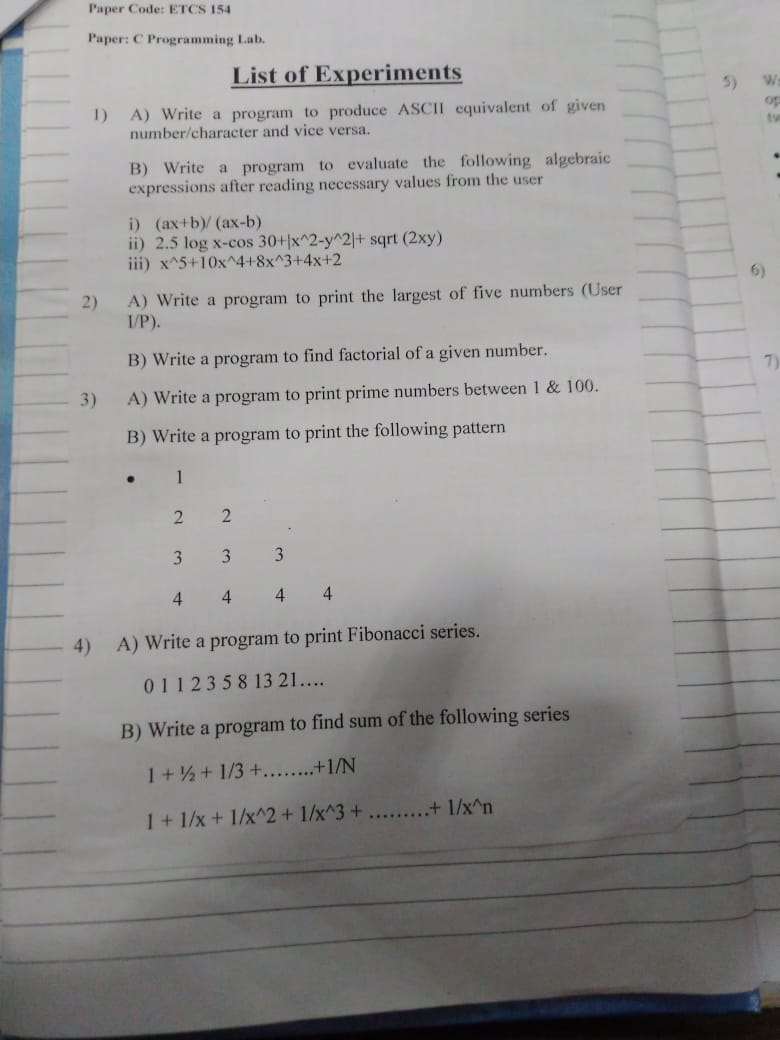 Paper Code: ETCS 154
Paper: C Programming Lab.
List of Experiments
1) A) Write a program to produce ASCII equivalent of given
number/character and vice versa.
B) Write a program to evaluate the following algebraic
expressions after reading necessary values from the user
i) (ax+b)/ (ax-b)
ii) 2.5 log x-cos 30+|x^2-y^2|+ sqrt (2xy)
iii) x^5+10x^4+8x^3+4x+2
2) A) Write a program to print the largest of five numbers (User
I/P).
B) Write a program to find factorial of a given number.
3) A) Write a program to print prime numbers between 1 & 100.
B) Write a program to print the following pattern
• 1
2 2
3 3 3
4 4 4 4
4) A) Write a program to print Fibonacci series.
0 1 1 2 3 5 8 13 21....
B) Write a program to find sum of the following series
1 + ½ + 1/3 +........+1/N
1 + 1/x + 1/x^2 + 1/x^3 + .........+ 1/x^n
5)
6)
7)